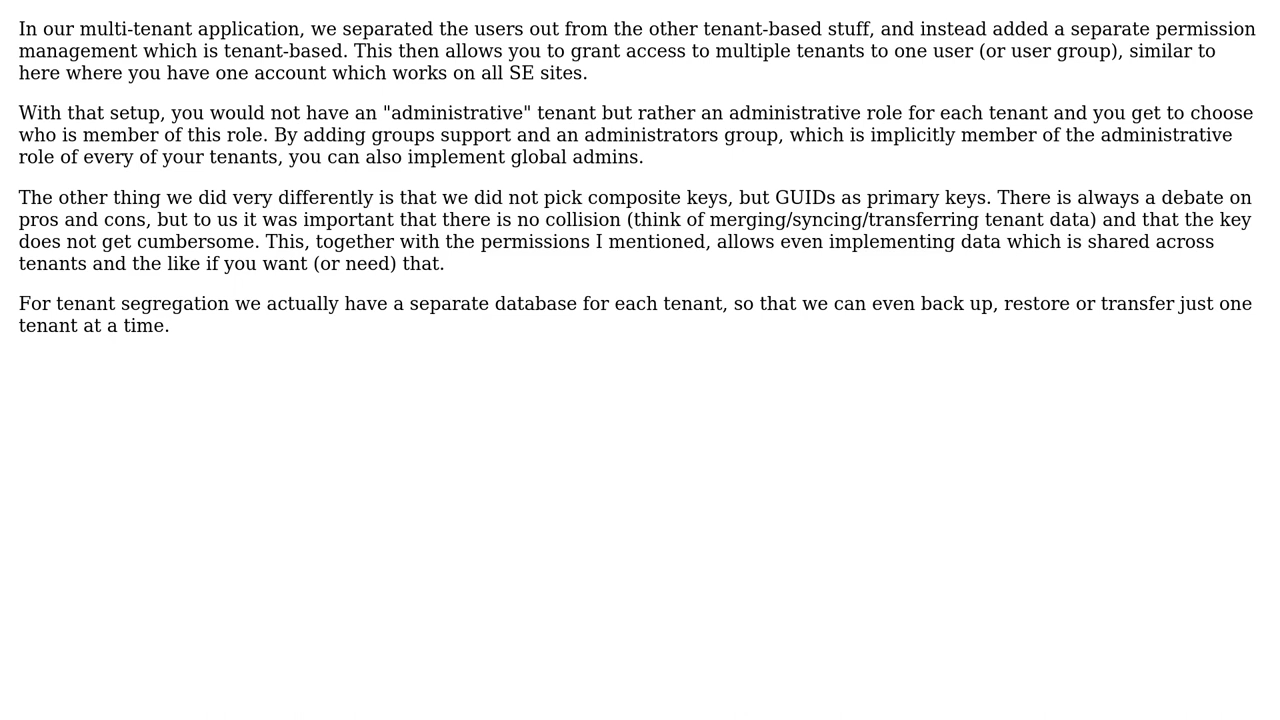 In our multi-tenant application, we separated the users out from the other tenant-based stuff, and instead added a separate permission
management which is tenant-based. This then allows you to grant access to multiple tenants to one user (or user group), similar to
here where you have one account which works on all SE sites.
With that setup, you would not have an "administrative" tenant but rather an administrative role for each tenant and you get to choose
who is member of this role. By adding groups support and an administrators group, which is implicitly member of the administrative
role of every of your tenants, you can also implement global admins.
The other thing we did very differently is that we did not pick composite keys, but GUIDs as primary keys. There is always a debate on
pros and cons, but to us it was important that there is no collision (think of merging/syncing/transferring tenant data) and that the key
does not get cumbersome. This, together with the permissions I mentioned, allows even implementing data which is shared across
tenants and the like if you want (or need) that.
For tenant segregation we actually have a separate database for each tenant, so that we can even back up, restore or transfer just one
tenant at a time.